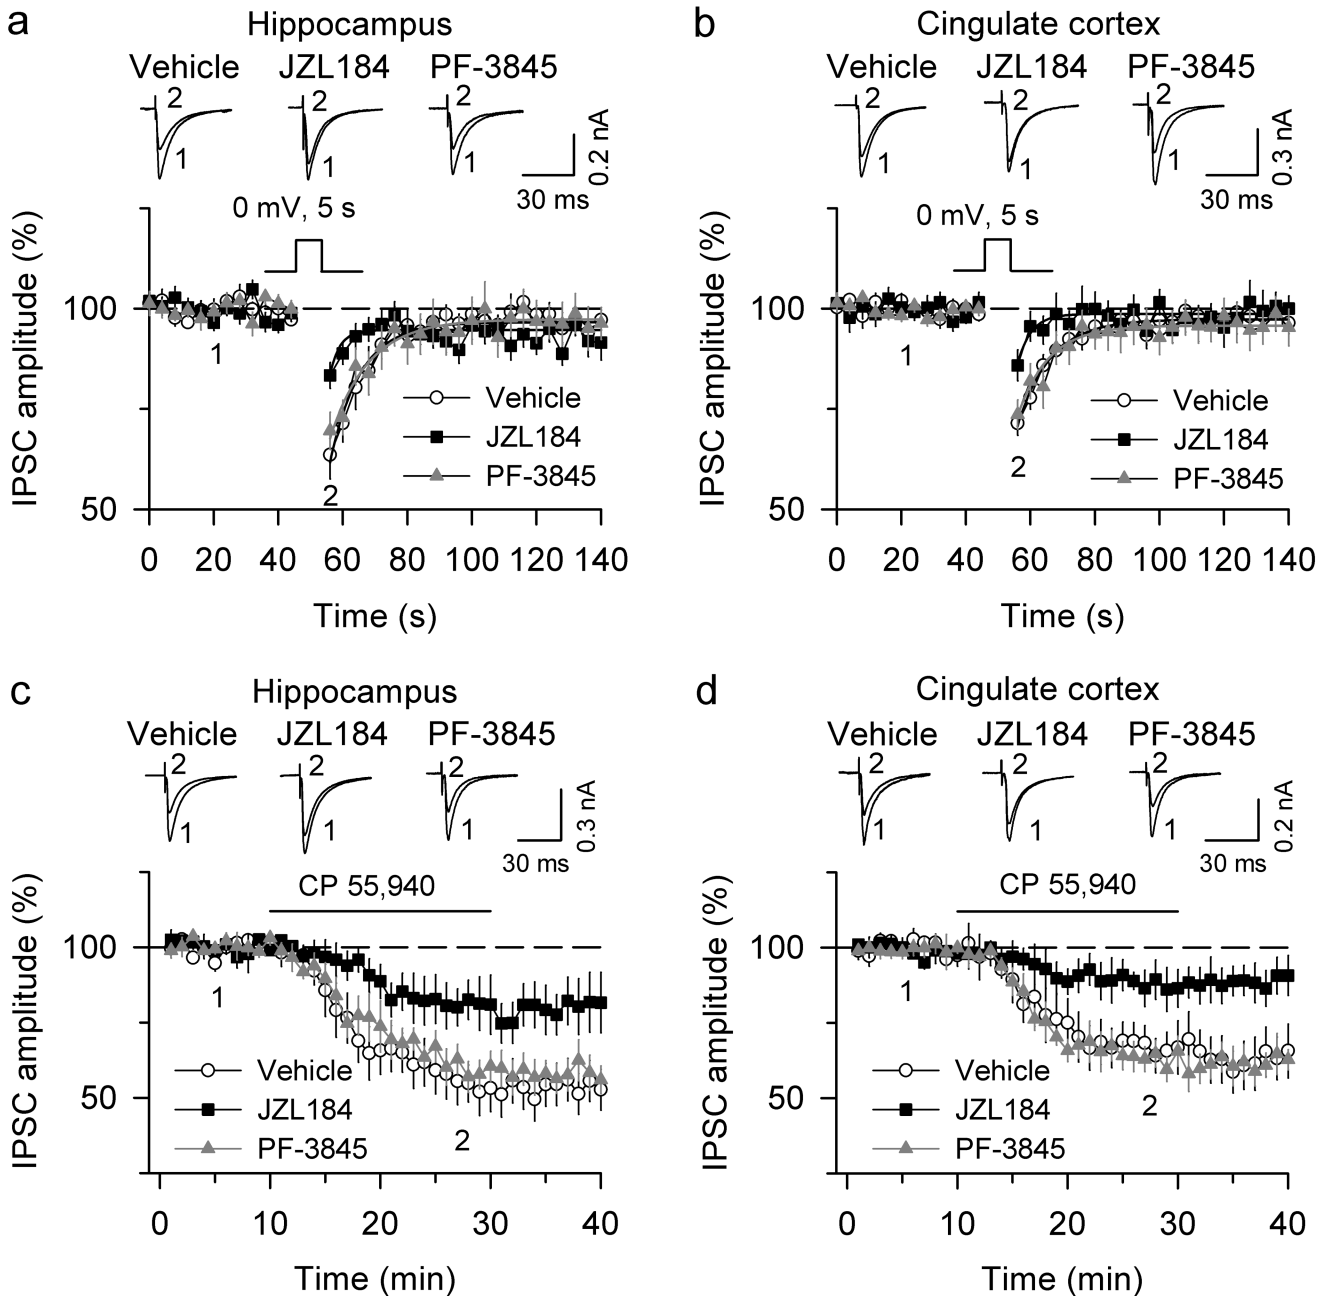 a
Hippocampus
Vehicle JZL184 PF-3845
2 2 2
1 1 1
0.2 nA
30 ms
0 mV, 5 s
IPSC amplitude (%)
100
50
1
2
Vehicle
JZL184
PF-3845
0 20 40 60 80 100 120 140
Time (s)
b
Cingulate cortex
Vehicle JZL184 PF-3845
2 2 2
1 1 1
0.3 nA
30 ms
0 mV, 5 s
IPSC amplitude (%)
100
50
1
2
Vehicle
JZL184
PF-3845
0 20 40 60 80 100 120 140
Time (s)
c
Hippocampus
Vehicle JZL184 PF-3845
2 2 2
1 1 1
0.3 nA
30 ms
CP 55,940
IPSC amplitude (%)
100
50
1
2
Vehicle
JZL184
PF-3845
0 10 20 30 40
Time (min)
d
Cingulate cortex
Vehicle JZL184 PF-3845
2 2 2
1 1 1
0.2 nA
30 ms
CP 55,940
IPSC amplitude (%)
100
50
1
2
Vehicle
JZL184
PF-3845
0 10 20 30 40
Time (min)